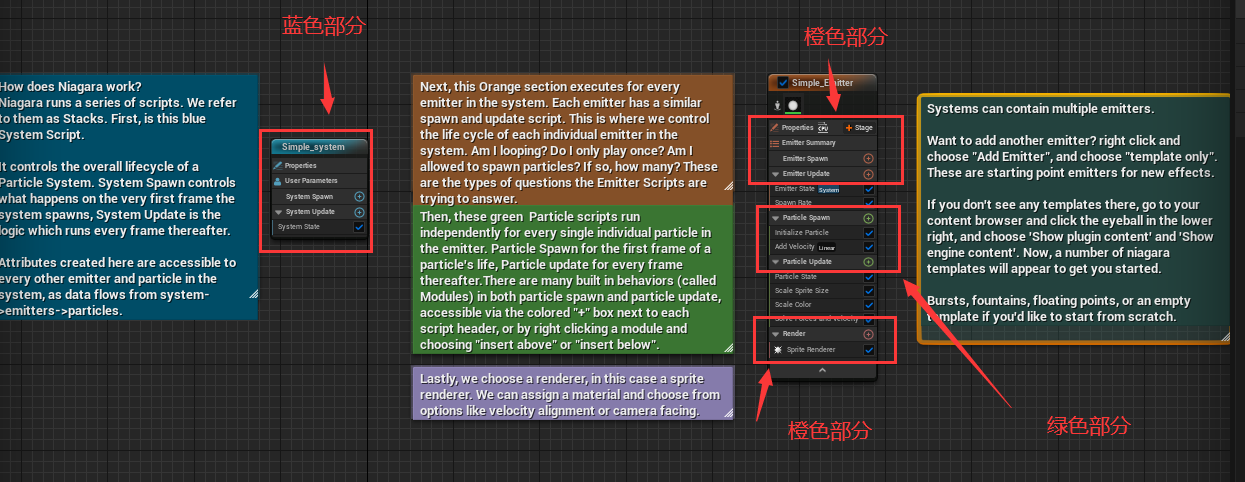 蓝色部分
橙色部分
How does Niagara work?
Niagara runs a series of scripts. We refer
to them as Stacks. First, is this blue
System Script.
It controls the overall lifecycle of a
Particle System. System Spawn controls
what happens on the very first frame the
system spawns, System Update is the
logic which runs every frame thereafter.
Attributes created here are accessible to
every other emitter and particle in the
system, as data flows from system-
>emitters->particles.
Simple_system
Properties
User Parameters
System Spawn
System Update
System State
Next, this Orange section executes for every
emitter in the system. Each emitter has a similar
spawn and update script. This is where we control
the life cycle of each individual emitter in the
system. Am I looping? Do I only play once? Am I
allowed to spawn particles? If so, how many? These
are the types of questions the Emitter Scripts are
trying to answer.
Then, these green  Particle scripts run
independently for every single individual particle in
the emitter. Particle Spawn for the first frame of a
particle's life, Particle update for every frame
thereafter.There are many built in behaviors (called
Modules) in both particle spawn and particle update,
accessible via the colored "+" box next to each
script header, or by right clicking a module and
choosing "insert above" or "insert below".
Lastly, we choose a renderer, in this case a sprite
renderer. We can assign a material and choose from
options like velocity alignment or camera facing.
Simple_Emitter
Properties CPU + Stage
Emitter Summary
Emitter Spawn
Emitter Update
Emitter State System
Spawn Rate
Particle Spawn
Initialize Particle
Add Velocity Linear
Particle Update
Particle State
Scale Sprite Size
Scale Color
Solve Forces and Velocity
Render
Sprite Renderer
Systems can contain multiple emitters.
Want to add another emitter? right click and
choose "Add Emitter", and choose "template only".
These are starting point emitters for new effects.
If you don't see any templates there, go to your
content browser and click the eyeball in the lower
right, and choose 'Show plugin content' and 'Show
engine content'. Now, a number of niagara
templates will appear to get you started.
Bursts, fountains, floating points, or an empty
template if you'd like to start from scratch.
橙色部分
绿色部分